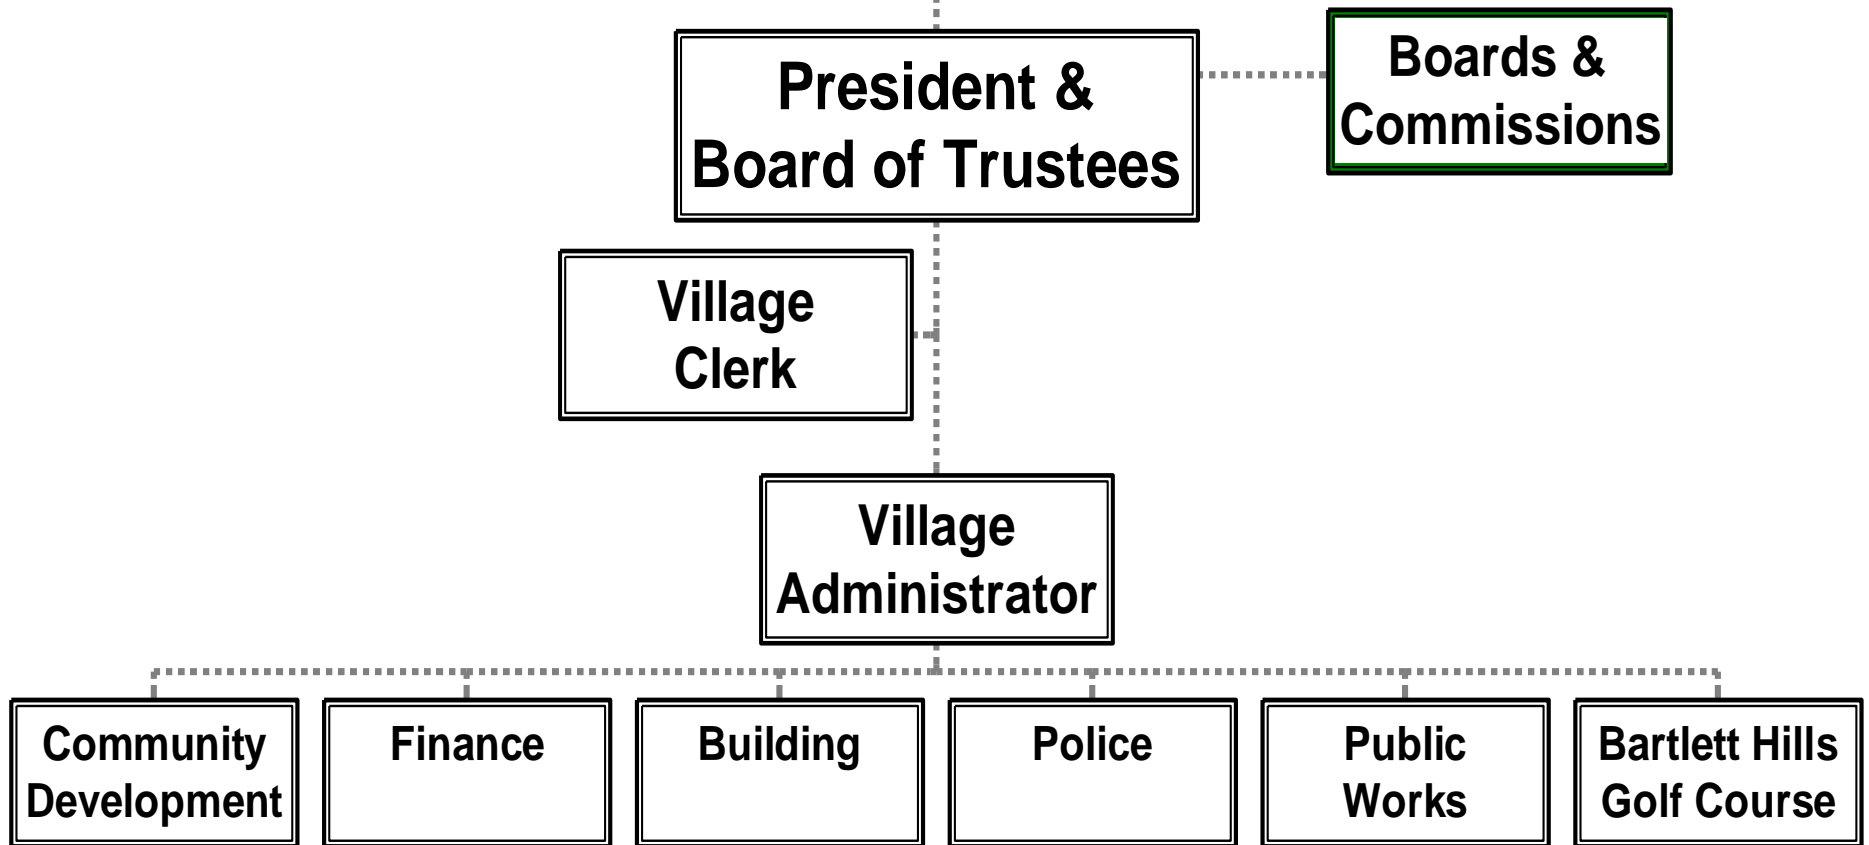 President &
Board of Trustees
Boards &
Commissions
Village
Clerk
Village
Administrator
Community
Development
Finance
Building
Police
Public
Works
Bartlett Hills
Golf Course